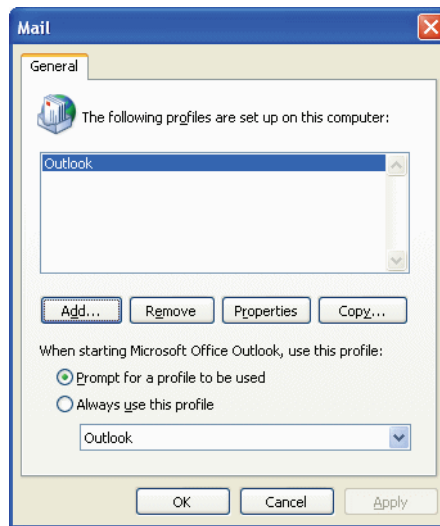 Mail
General
The following profiles are set up on this computer:
Outlook
Add... Remove Properties Copy...
When starting Microsoft Office Outlook, use this profile:
Prompt for a profile to be used
Always use this profile
Outlook
OK Cancel Apply